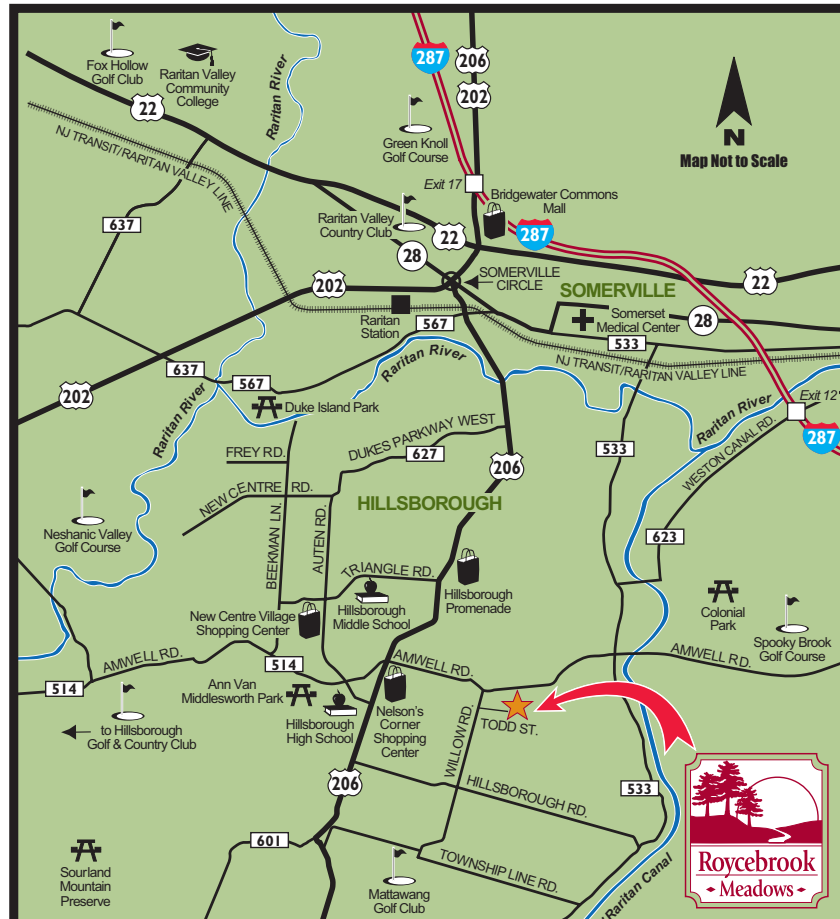 Fox Hollow
Golf Club
Raritan Valley
Community
College
Raritan River
287
206
202
22
Green Knoll
Golf Course
N
Map Not to Scale
NJ TRANSIT/RARITAN VALLEY LINE
Exit 17
Bridgewater Commons
Mall
637
Raritan Valley
Country Club
22
287
28
202
SOMERVILLE
CIRCLE
22
SOMERVILLE
Raritan
Station
567
Somerset
Medical Center
28
533
Raritan River
NJ TRANSIT/RARITAN VALLEY LINE
637
567
202
Raritan River
Duke Island Park
Exit 12
Raritan River
287
DUKES PARKWAY WEST
FREY RD.
627
206
533
WESTON CANAL RD.
NEW CENTRE RD.
HILLSBOROUGH
Neshanic Valley
Golf Course
BEEKMAN LN.
AUTEN RD.
623
TRIANGLE RD.
Hillsborough
Promenade
New Centre Village
Shopping Center
Hillsborough
Middle School
Colonial
Park
Spooky Brook
Golf Course
AMWELL RD.
514
514
AMWELL RD.
AMWELL RD.
Ann Van
Middlesworth Park
Hillsborough
High School
Nelson's
Corner
Shopping
Center
WILLOW RD.
TODD ST.
to Hillsborough
Golf & Country Club
206
HILLSBOROUGH RD.
533
601
Sourland
Mountain
Preserve
TOWNSHIP LINE RD.
Mattawang
Golf Club
Raritan Canal
Roycebrook
Meadows